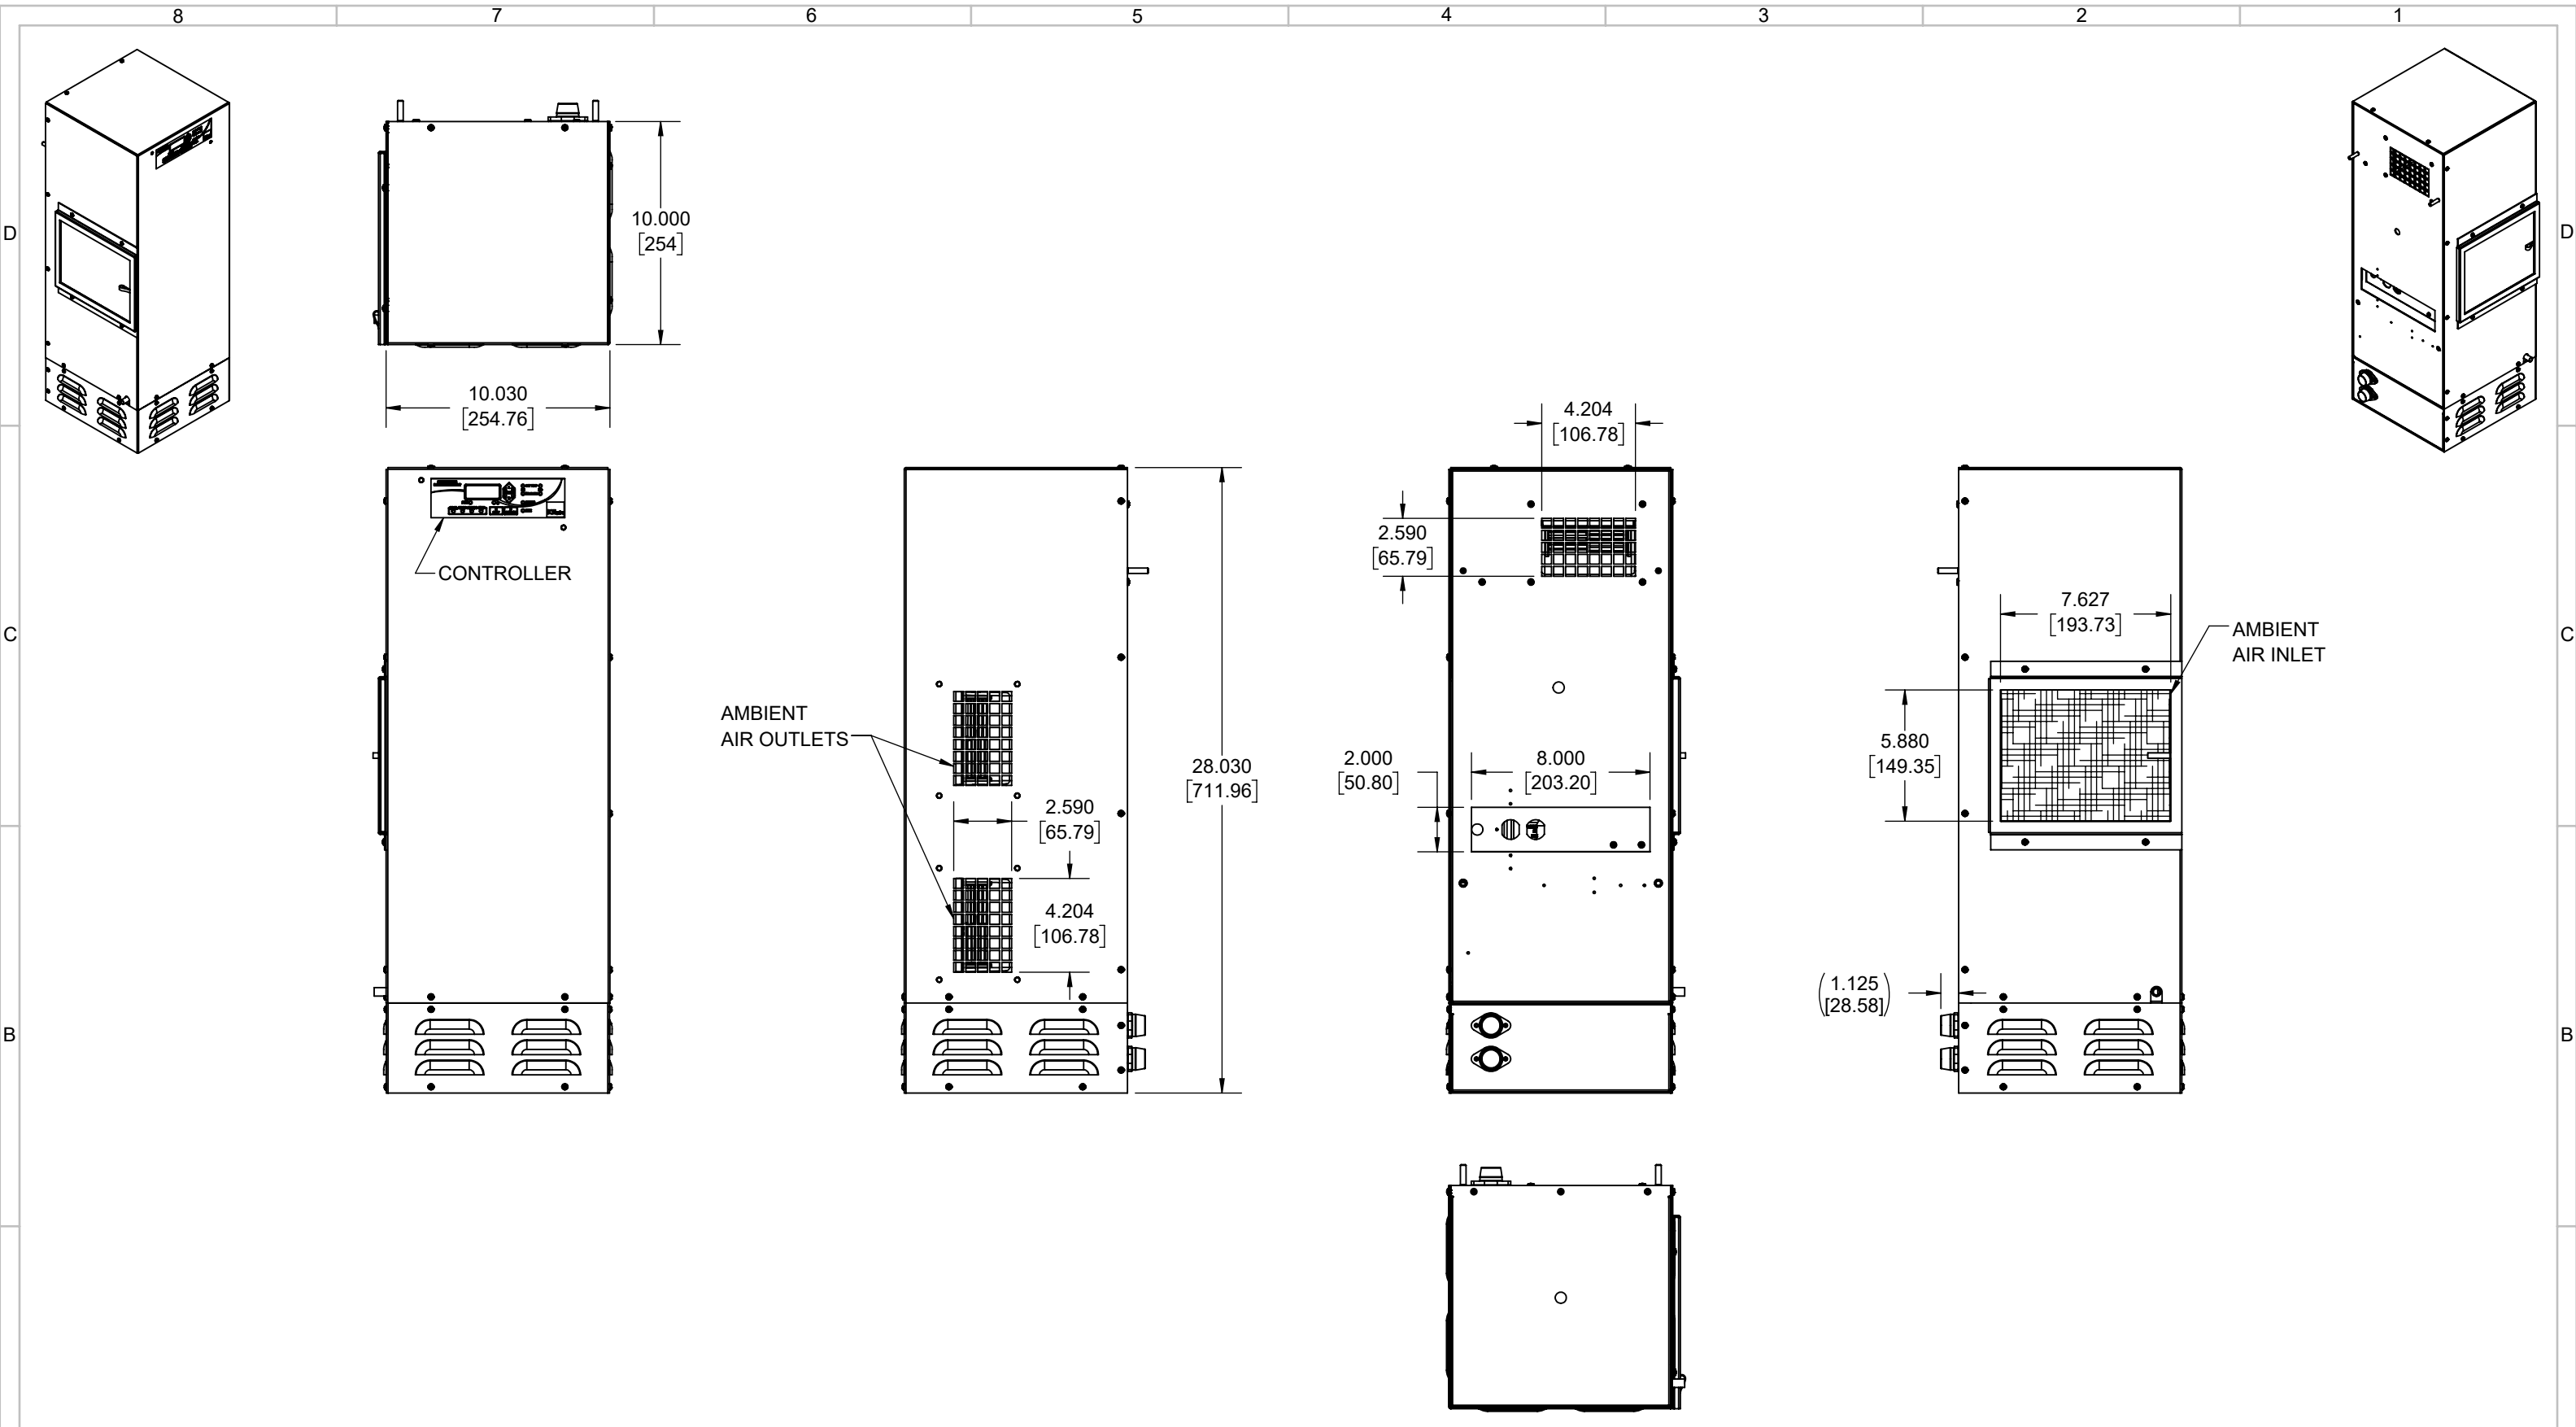 8 7 6 5 4 3 2 1
D
D
10.000
[254]
10.030
[254.76]
4.204
[106.78]
2.590
[65.79]
CONTROLLER
C
C
7.627
[193.73]
AMBIENT
AIR INLET
AMBIENT
AIR OUTLETS
28.030
[711.96]
2.000
[50.80]
8.000
[203.20]
5.880
[149.35]
2.590
[65.79]
4.204
[106.78]
(1.125
[28.58])
B
B